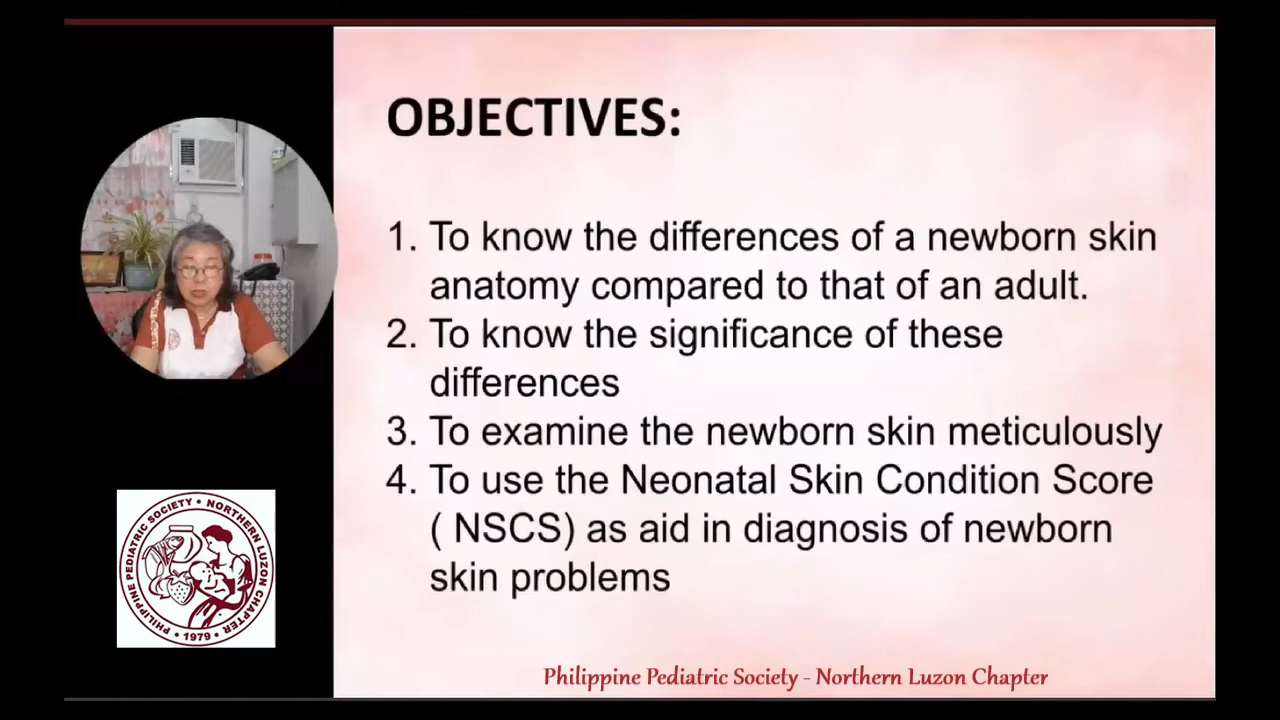 OBJECTIVES:
1. To know the differences of a newborn skin
anatomy compared to that of an adult.
2. To know the significance of these
differences
3. To examine the newborn skin meticulously
4. To use the Neonatal Skin Condition Score
( NSCS) as aid in diagnosis of newborn
skin problems
PHILIPPINE PEDIATRIC SOCIETY • NORTHERN LUZON CHAPTER
• 1979 •
Philippine Pediatric Society - Northern Luzon Chapter